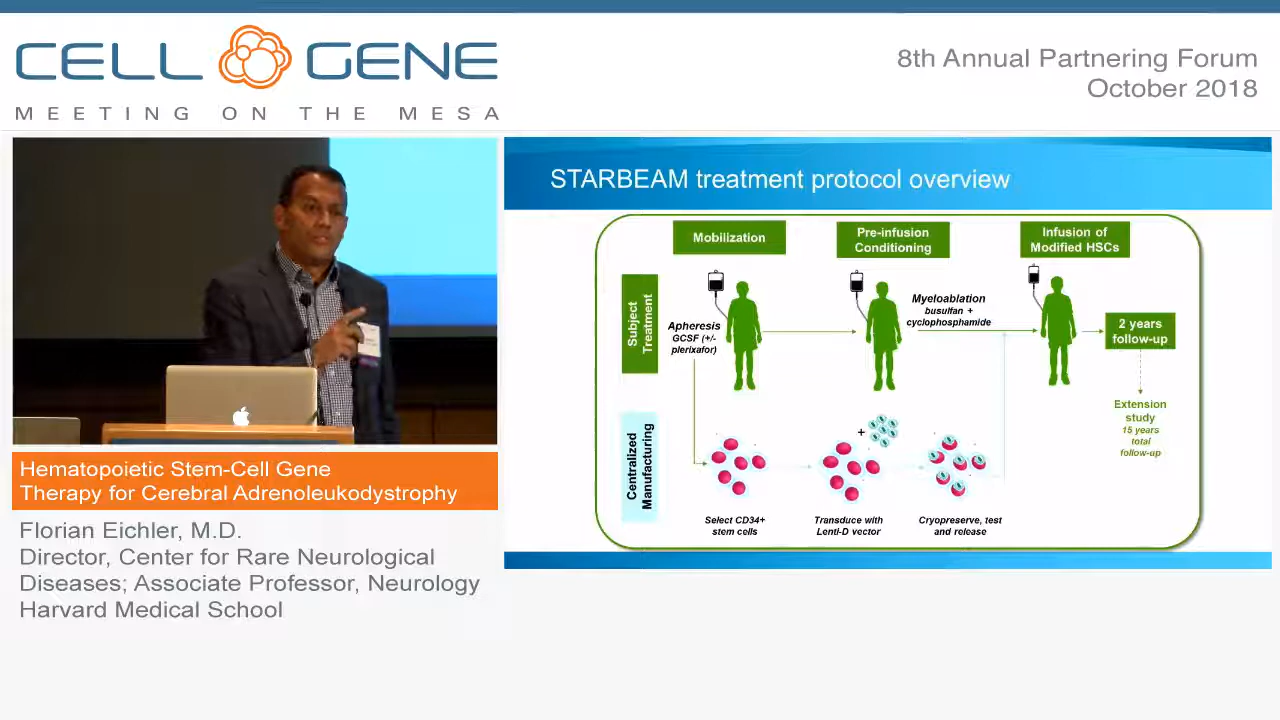 CELL GENE
MEETING ON THE MESA
8th Annual Partnering Forum
October 2018
STARBEAM treatment protocol overview
Mobilization
Pre-infusion
Conditioning
Infusion of
Modified HSCs
Subject
Treatment
Apheresis
GCSF (+/-
plerixafor)
Myeloablation
busulfan +
cyclophosphamide
2 years
follow-up
Extension
study
15 years
total
follow-up
Centralized
Manufacturing
+
Select CD34+
stem cells
Transduce with
Lenti-D vector
Cryopreserve, test
and release
Hematopoietic Stem-Cell Gene
Therapy for Cerebral Adrenoleukodystrophy
Florian Eichler, M.D.
Director, Center for Rare Neurological
Diseases; Associate Professor, Neurology
Harvard Medical School